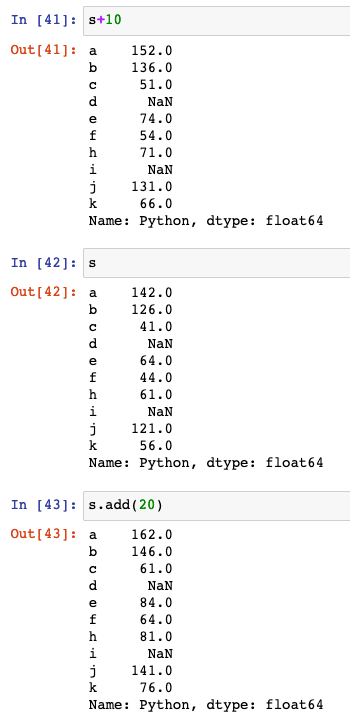 In [41]: s+10
Out[41]: a    152.0
b    136.0
c     51.0
d      NaN
e     74.0
f     54.0
h     71.0
i      NaN
j    131.0
k     66.0
Name: Python, dtype: float64
In [42]: s
Out[42]: a    142.0
b    126.0
c     41.0
d      NaN
e     64.0
f     44.0
h     61.0
i      NaN
j    121.0
k     56.0
Name: Python, dtype: float64
In [43]: s.add(20)
Out[43]: a    162.0
b    146.0
c     61.0
d      NaN
e     84.0
f     64.0
h     81.0
i      NaN
j    141.0
k     76.0
Name: Python, dtype: float64